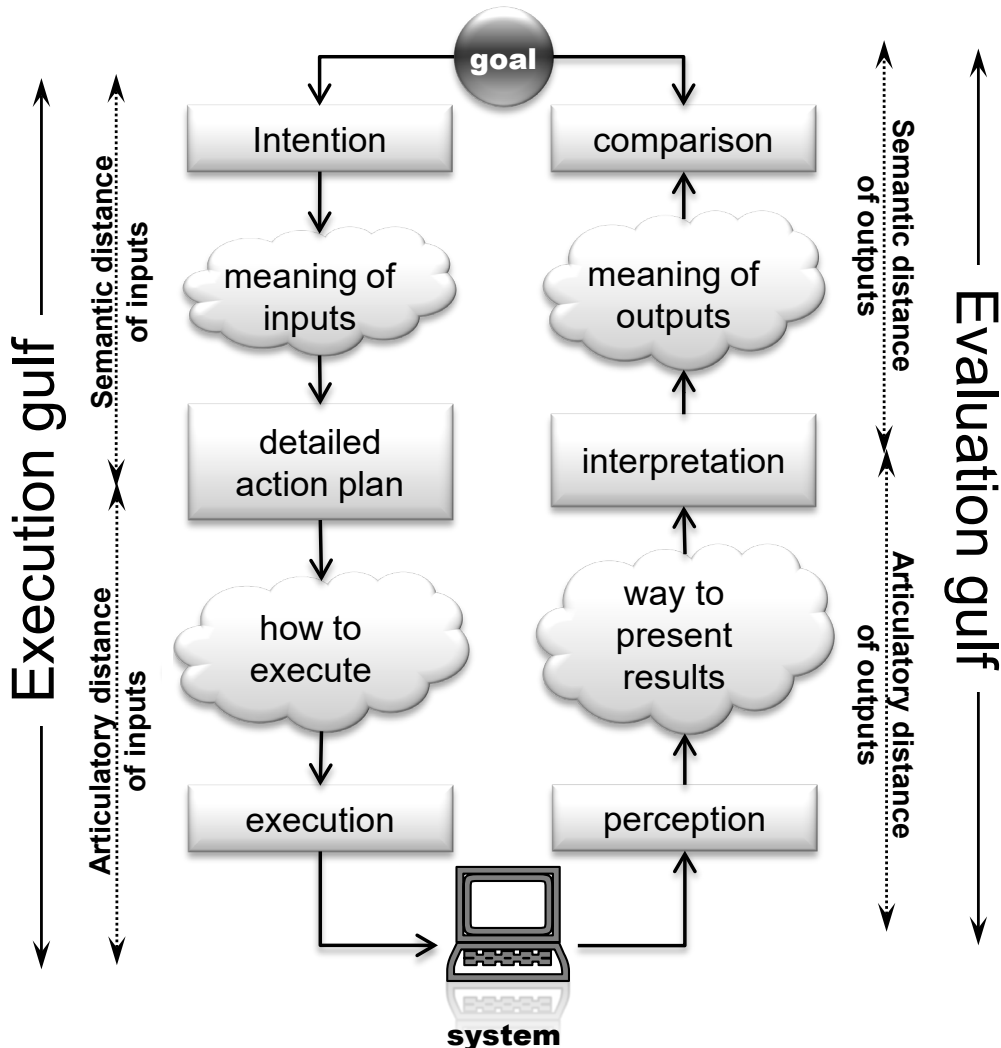 goal
Intention
comparison
meaning of
inputs
meaning of
outputs
detailed
action plan
interpretation
how to
execute
way to
present
results
execution
perception
system
Execution gulf
Semantic distance
of inputs
Articulatory distance
of inputs
Semantic distance
of outputs
Articulatory distance
of outputs
Evaluation gulf